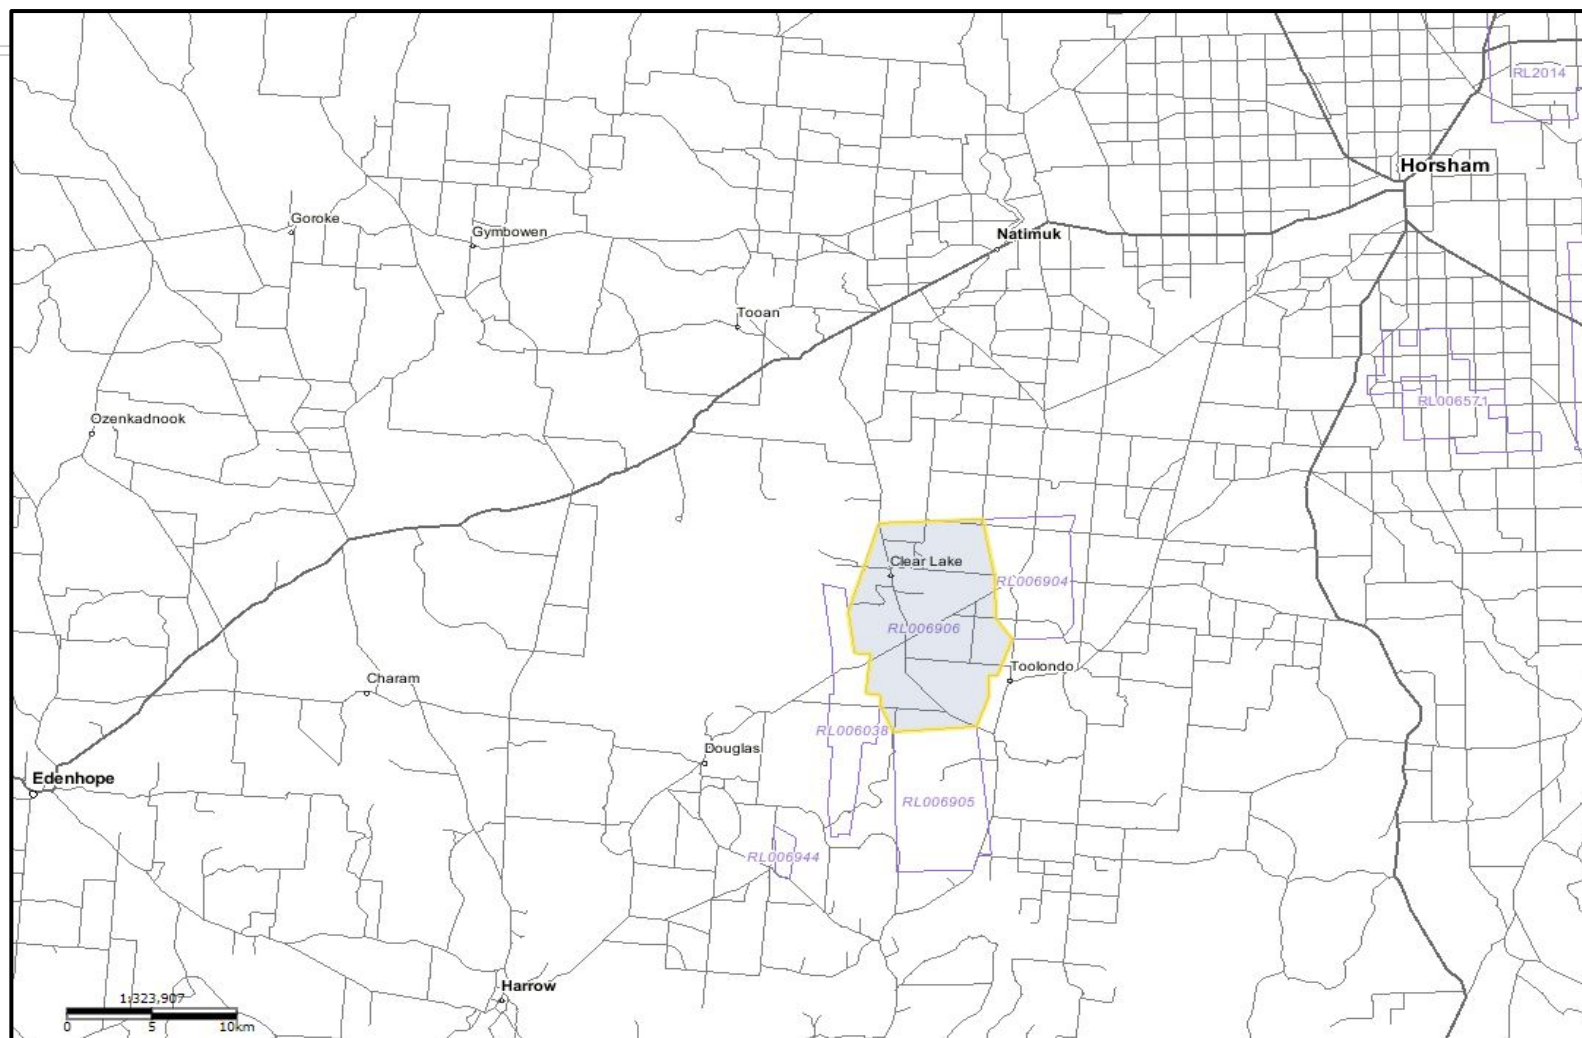 RL2014
Horsham
Goroke
Gymbowen
Natimuk
Tooan
RL006571
Ozenkadnook
Clear Lake
RL006904
RL006906
Toolondo
Charam
RL006038
Douglas
Edenhope
RL006905
RL006944
Harrow
1:323,907
0 5 10km